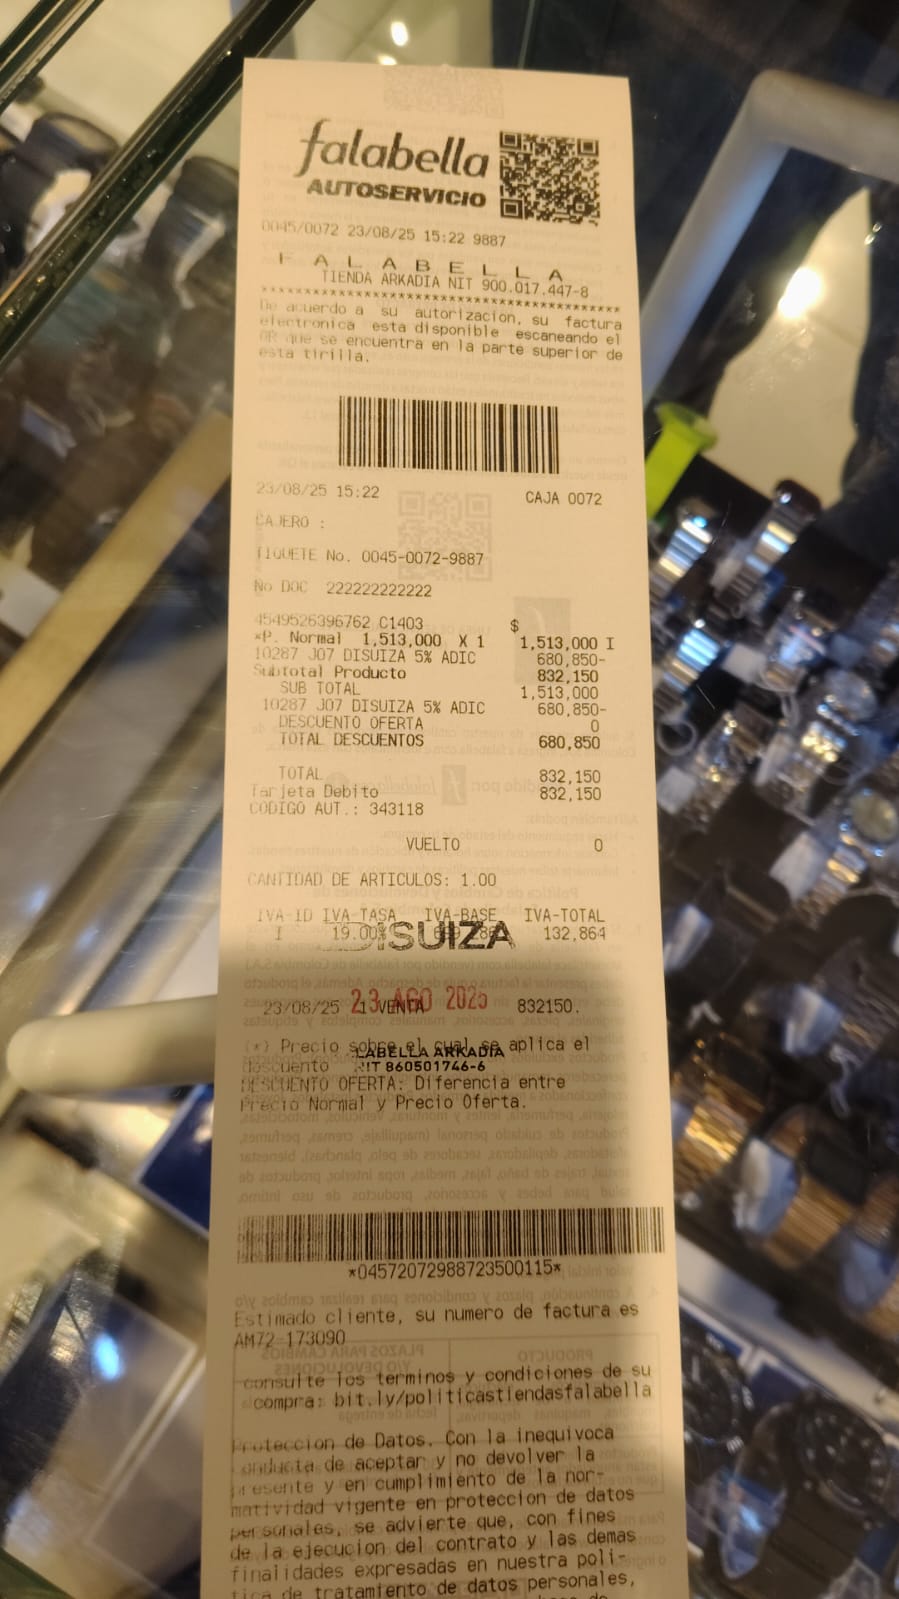 falabella
AUTOSERVICIO
0045/0072 23/08/25 15:22 9887
F A L A B E L L A
TIENDA ARKADIA NIT 900.017.447-8
****************************************
De acuerdo a su autorizacion, su factura
electronica esta disponible escaneando el
QR que se encuentra en la parte superior de
esta tirilla.
23/08/25 15:22 CAJA 0072
CAJERO :
TIQUETE No. 0045-0072-9887
No DOC 222222222222
4549526396762 C1403 $
*P. Normal 1,513,000 X 1 1,513,000 I
10287 J07 DISUIZA 5% ADIC 680,850-
Subtotal Producto 832,150
SUB TOTAL 1,513,000
10287 J07 DISUIZA 5% ADIC 680,850-
DESCUENTO OFERTA 0
TOTAL DESCUENTOS 680,850
TOTAL 832,150
Tarjeta Debito 832,150
CODIGO AUT.: 343118
VUELTO 0
CANTIDAD DE ARTICULOS: 1.00
IVA-ID IVA-TASA IVA-BASE IVA-TOTAL
I 19.00% 132,864
DISUIZA
23 AGO 2025
23/08/25 1 VENTA 832150.
(*) Precio sobre el cual se aplica el
descuento
LABELLA ARKADIA
NIT 860501746-6
DESCUENTO OFERTA: Diferencia entre
Precio Normal y Precio Oferta.
*04572072988723500115*
Estimado cliente, su numero de factura es
AM72-173090
consulte los terminos y condiciones de su
compra: bit.ly/politicastiendasfalabella
Proteccion de Datos. Con la inequivoca
conducta de aceptar y no devolver la
presente y en cumplimiento de la nor-
matividad vigente en proteccion de datos
personales, se advierte que, con fines
de la ejecucion del contrato y las demas
finalidades expresadas en nuestra poli-
tica de tratamiento de datos personales,